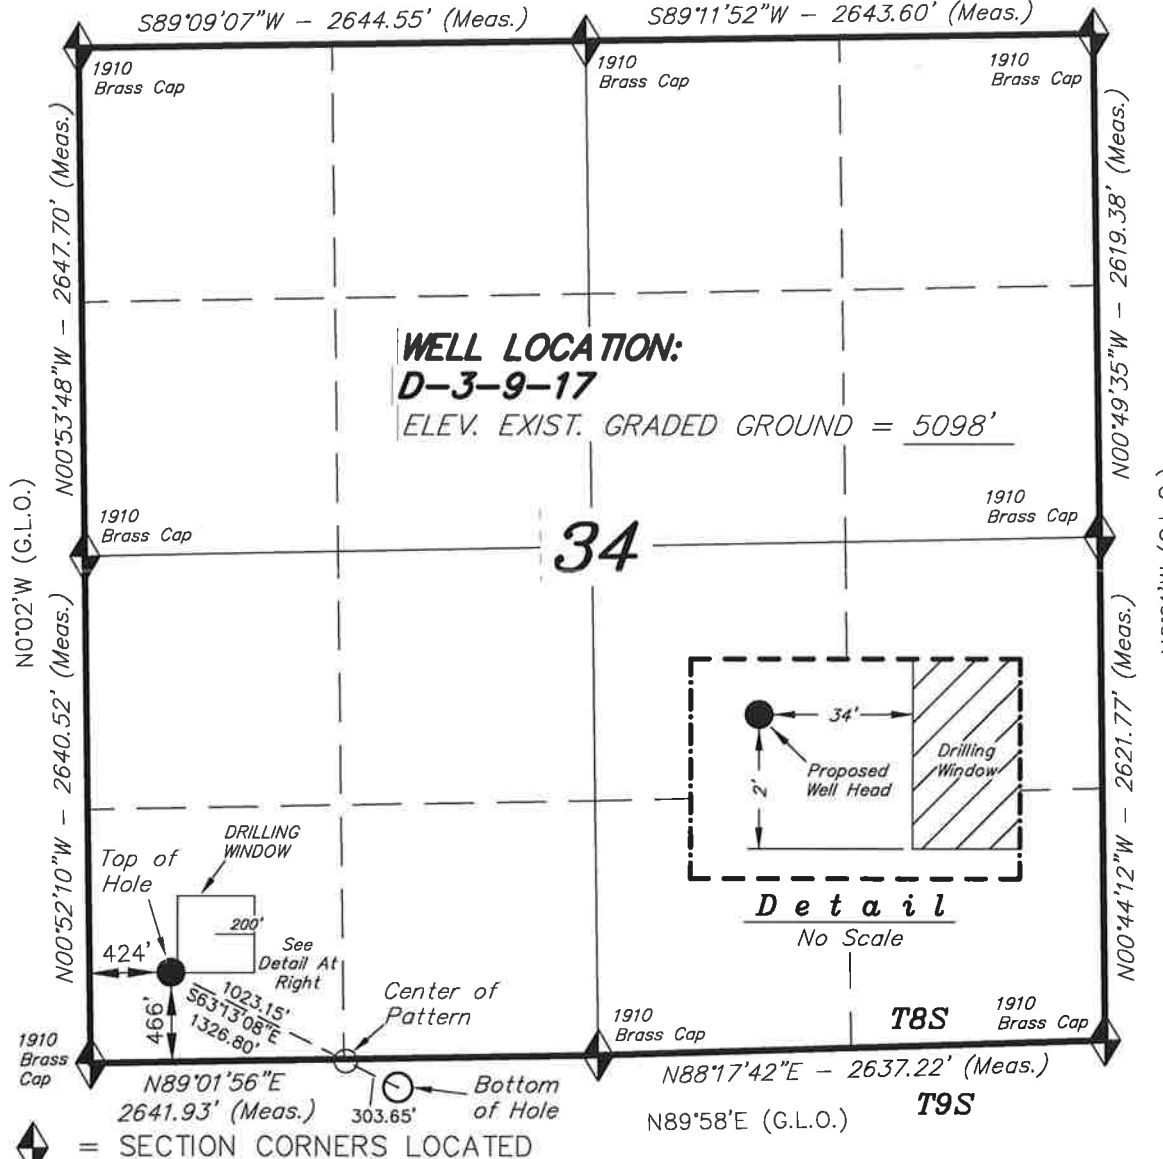 S89°09'07"W – 2644.55' (Meas.)
S89°11'52"W – 2643.60' (Meas.)
1910
Brass Cap
1910
Brass Cap
1910
Brass Cap
N00°53'48"W – 2647.70' (Meas.)
N00°49'35"W – 2619.38' (Meas.)
WELL LOCATION:
D–3–9–17
ELEV. EXIST. GRADED GROUND = 5098'
N0°02'W (G.L.O.)
1910
Brass Cap
1910
Brass Cap
34
N00°52'10"W – 2640.52' (Meas.)
N00°44'12"W – 2621.77' (Meas.)
34'
2'
Proposed
Well Head
Drilling
Window
Detail
No Scale
DRILLING
WINDOW
Top of
Hole
200'
See
Detail At
Right
424'
466'
1023.15'
S63°13'08"E
1326.80'
Center of
Pattern
1910
Brass
Cap
1910
Brass Cap
T8S
1910
Brass Cap
N89°01'56"E
2641.93' (Meas.)
303.65'
Bottom
of Hole
N88°17'42"E – 2637.22' (Meas.)
T9S
N89°58'E (G.L.O.)
= SECTION CORNERS LOCATED